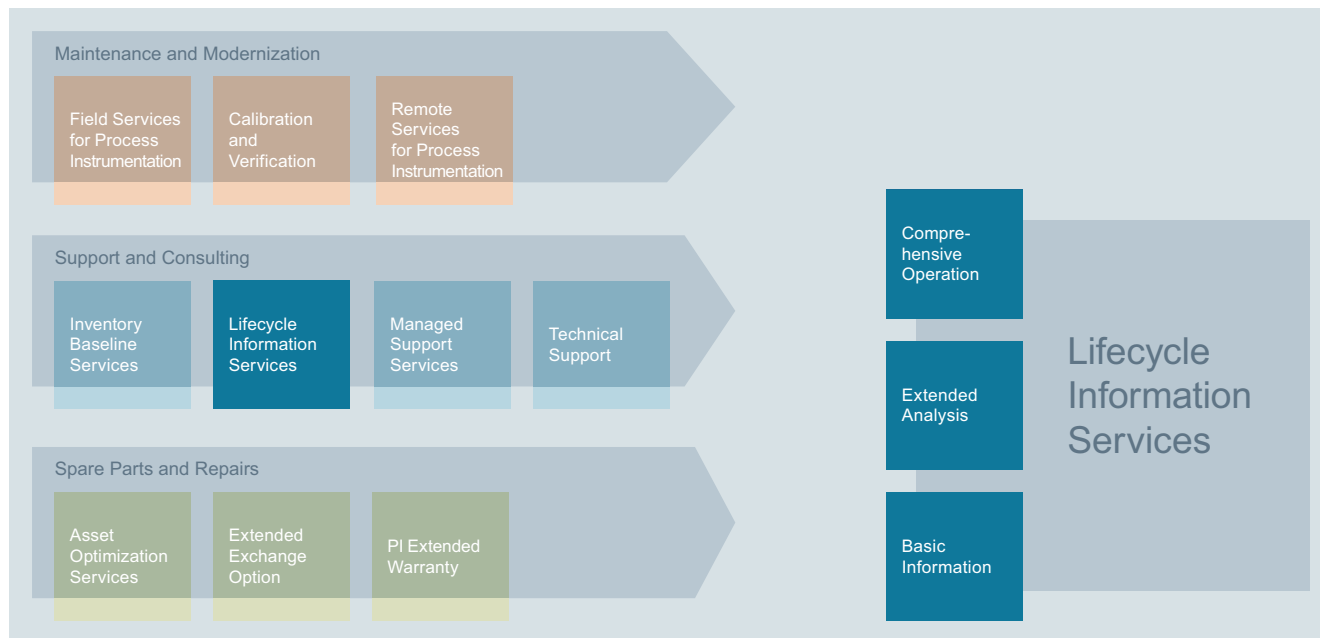 Maintenance and Modernization
Field Services
for Process
Instrumentation
Calibration
and
Verification
Remote
Services
for Process
Instrumentation
Support and Consulting
Inventory
Baseline
Services
Lifecycle
Information
Services
Managed
Support
Services
Technical
Support
Spare Parts and Repairs
Asset
Optimization
Services
Extended
Exchange
Option
PI Extended
Warranty
Compre-
hensive
Operation
Extended
Analysis
Basic
Information
Lifecycle
Information
Services